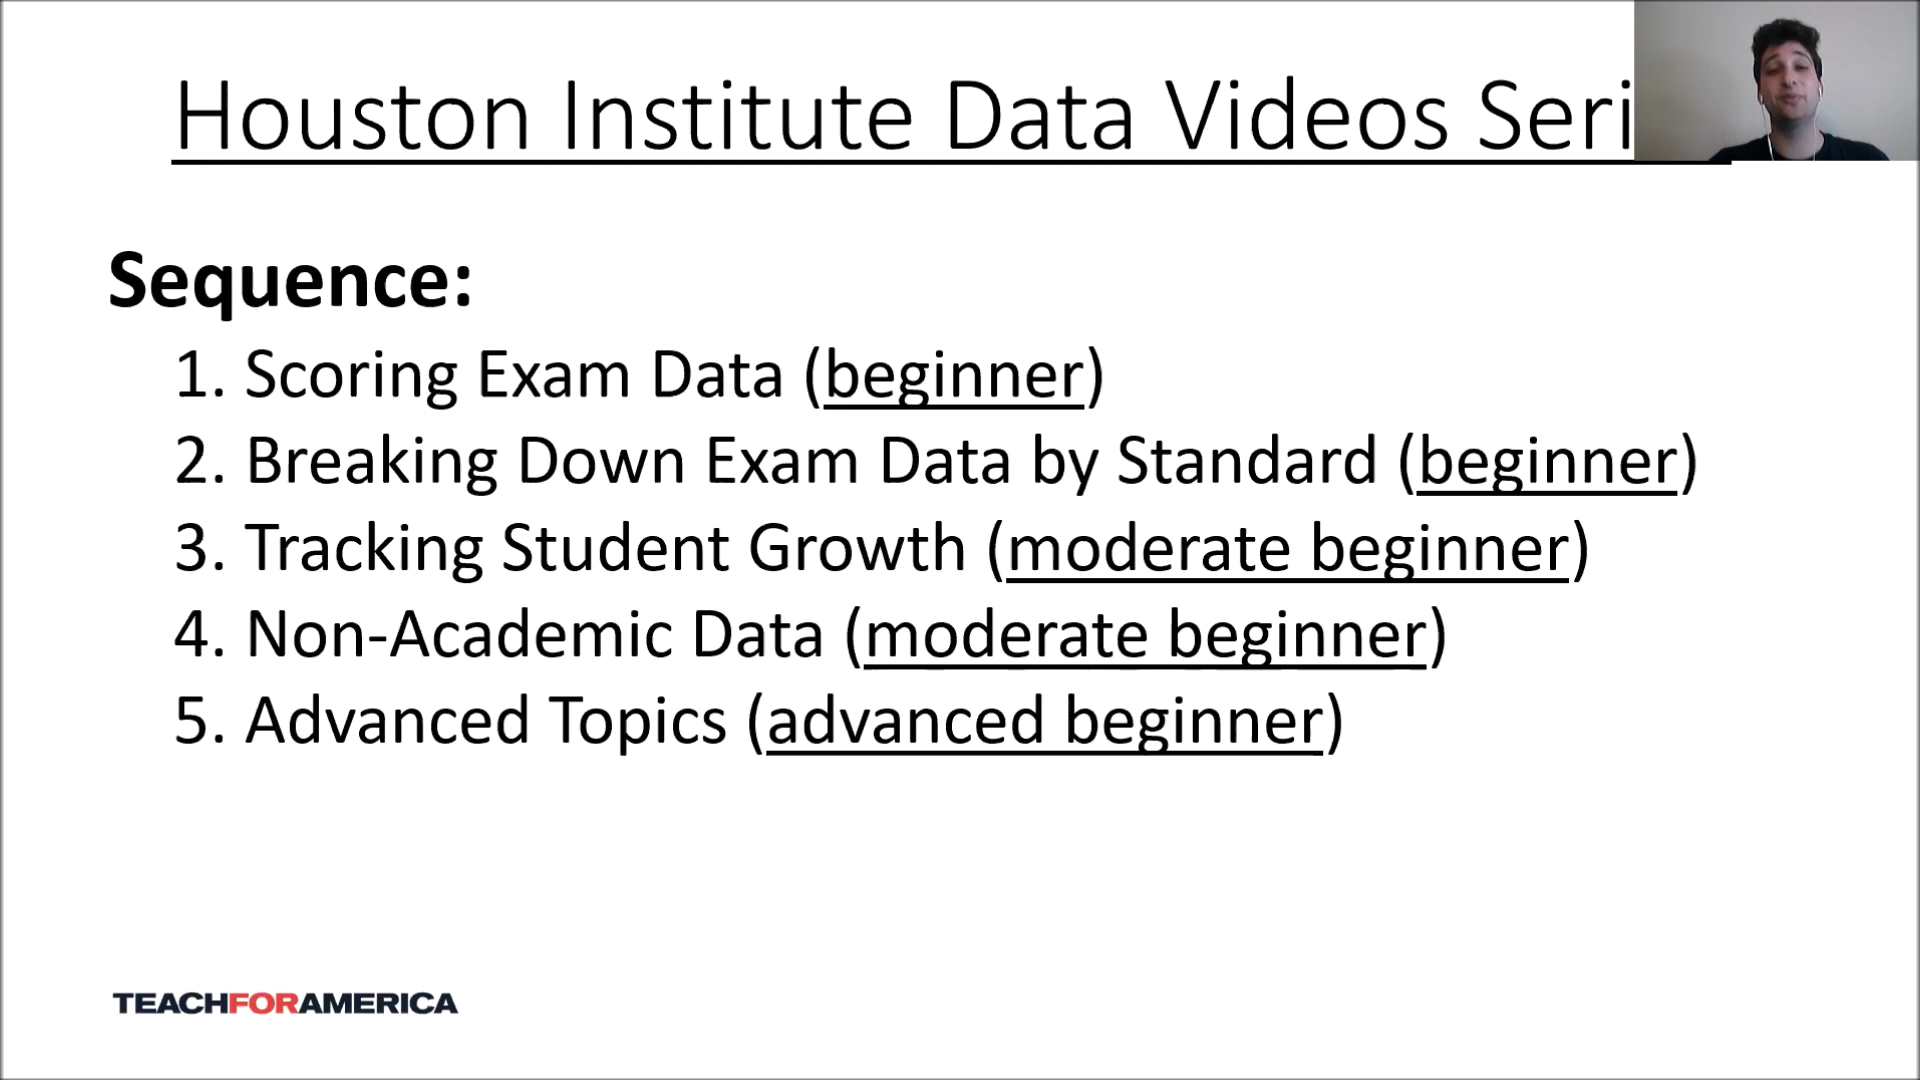 Houston Institute Data Videos Seri
Sequence:
1. Scoring Exam Data (beginner)
2. Breaking Down Exam Data by Standard (beginner)
3. Tracking Student Growth (moderate beginner)
4. Non-Academic Data (moderate beginner)
5. Advanced Topics (advanced beginner)
TEACHFORAMERICA